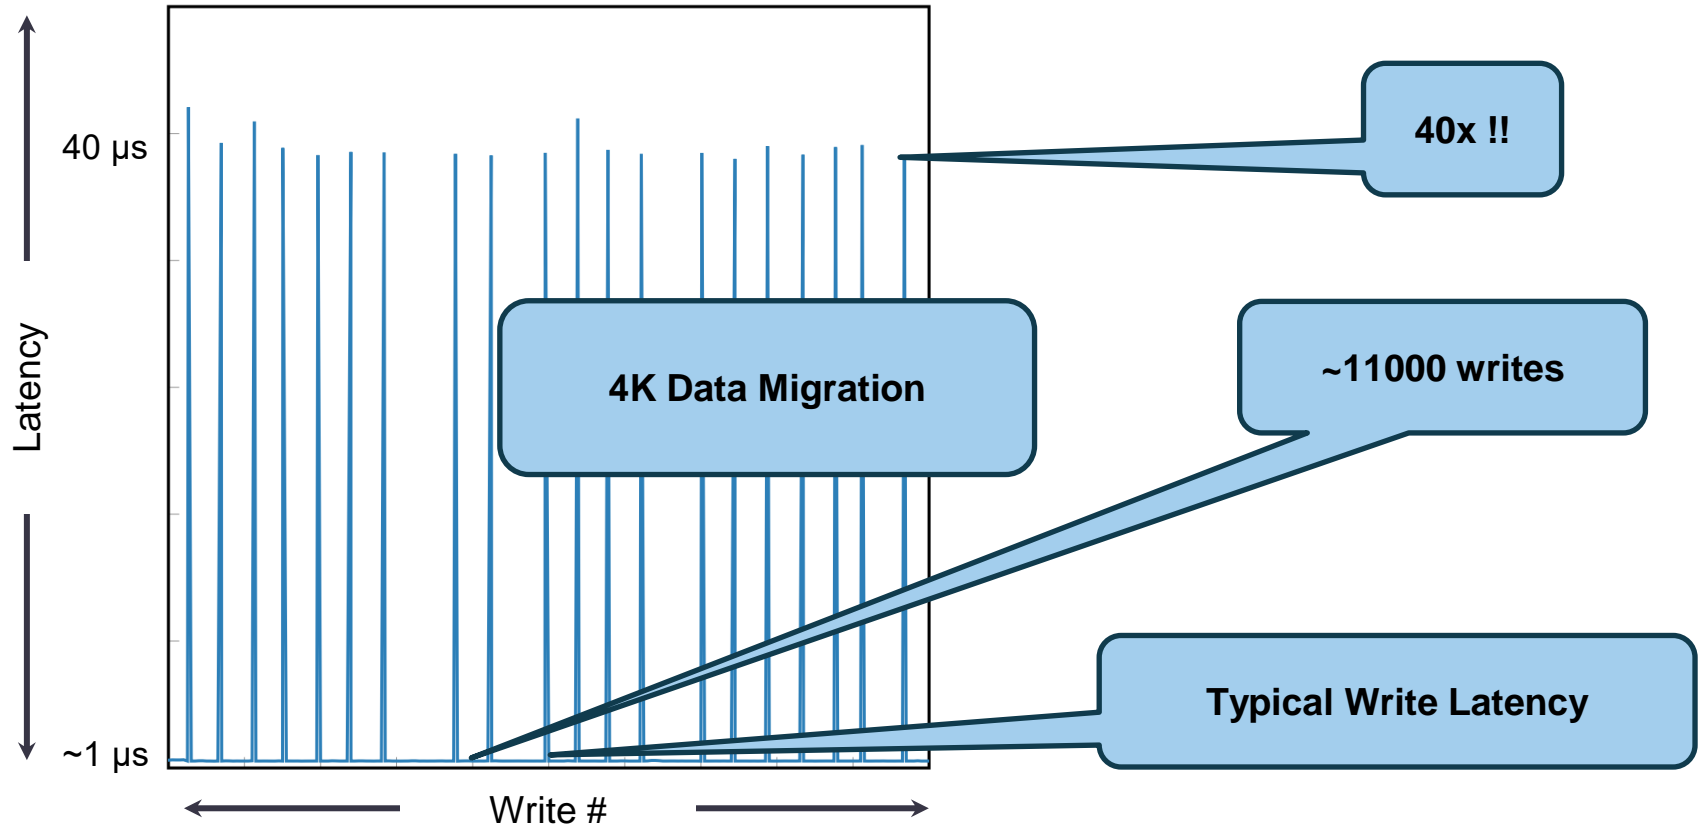 40x !!
40 μs
Latency
4K Data Migration
~11000 writes
Typical Write Latency
~1 μs
Write #